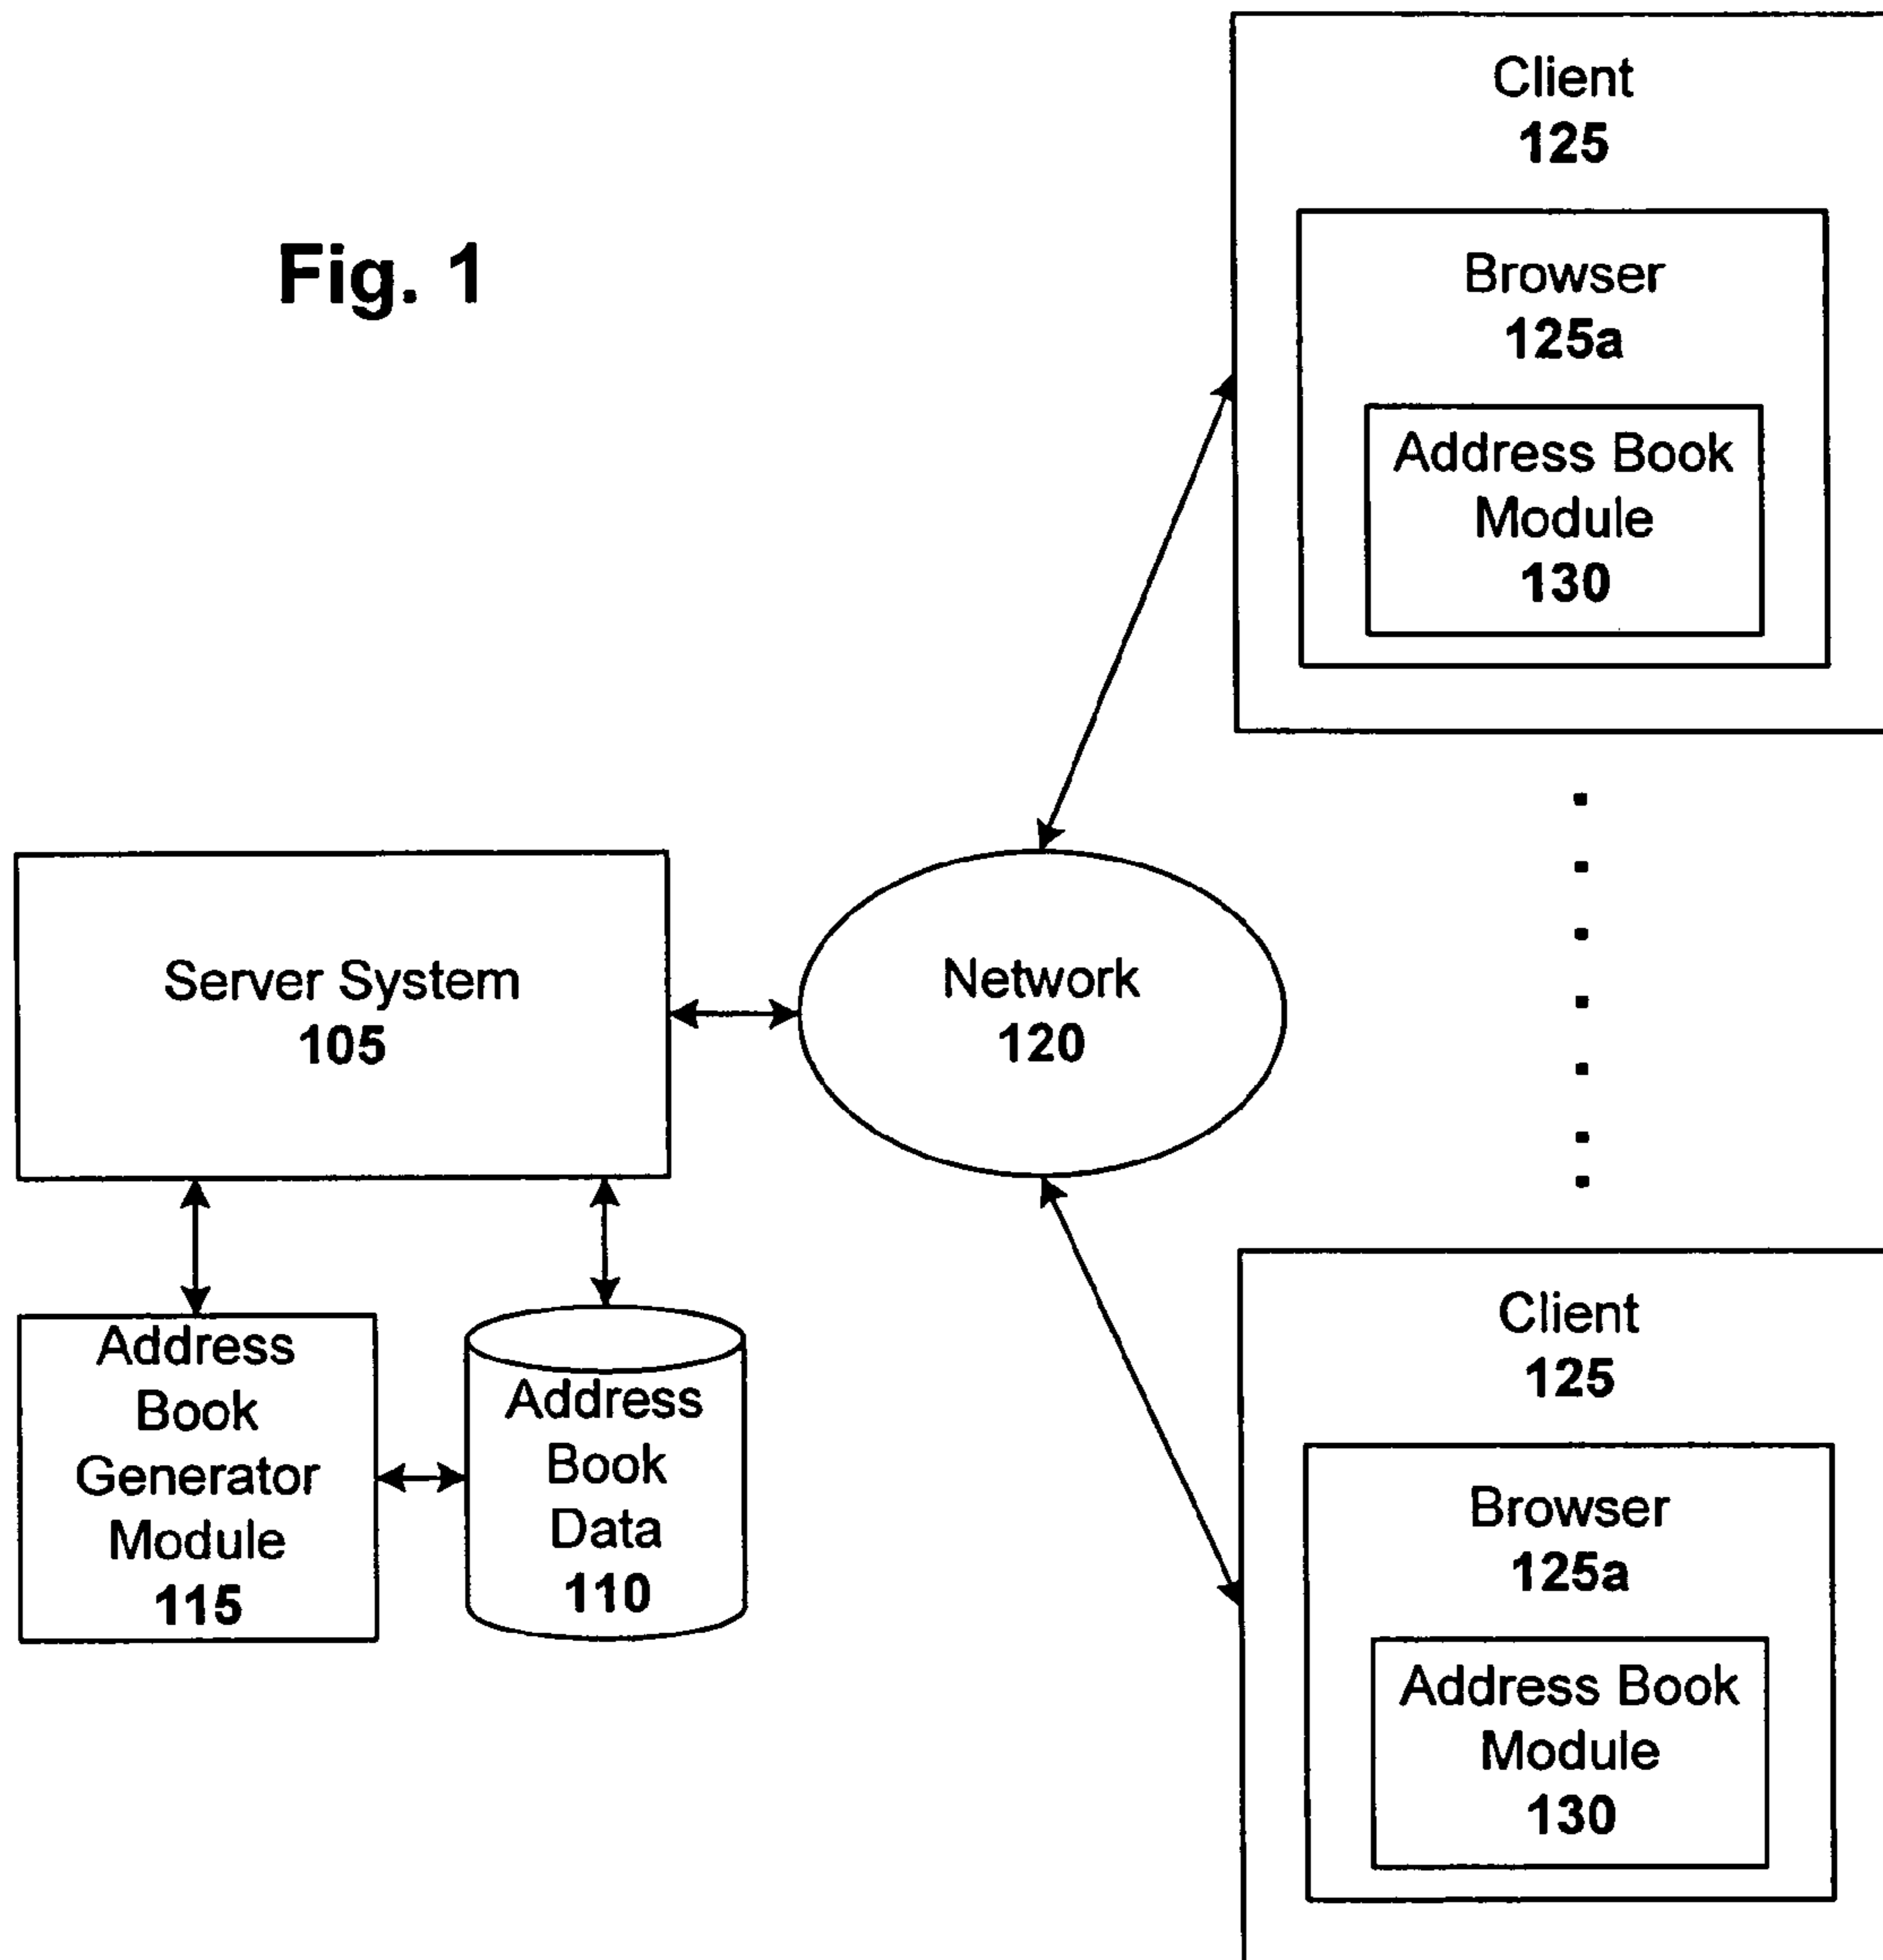 Fig. 1
Client
125
Browser
125a
Address Book
Module
130
Server System
105
Network
120
Address
Book
Generator
Module
115
Address
Book
Data
110
Client
125
Browser
125a
Address Book
Module
130